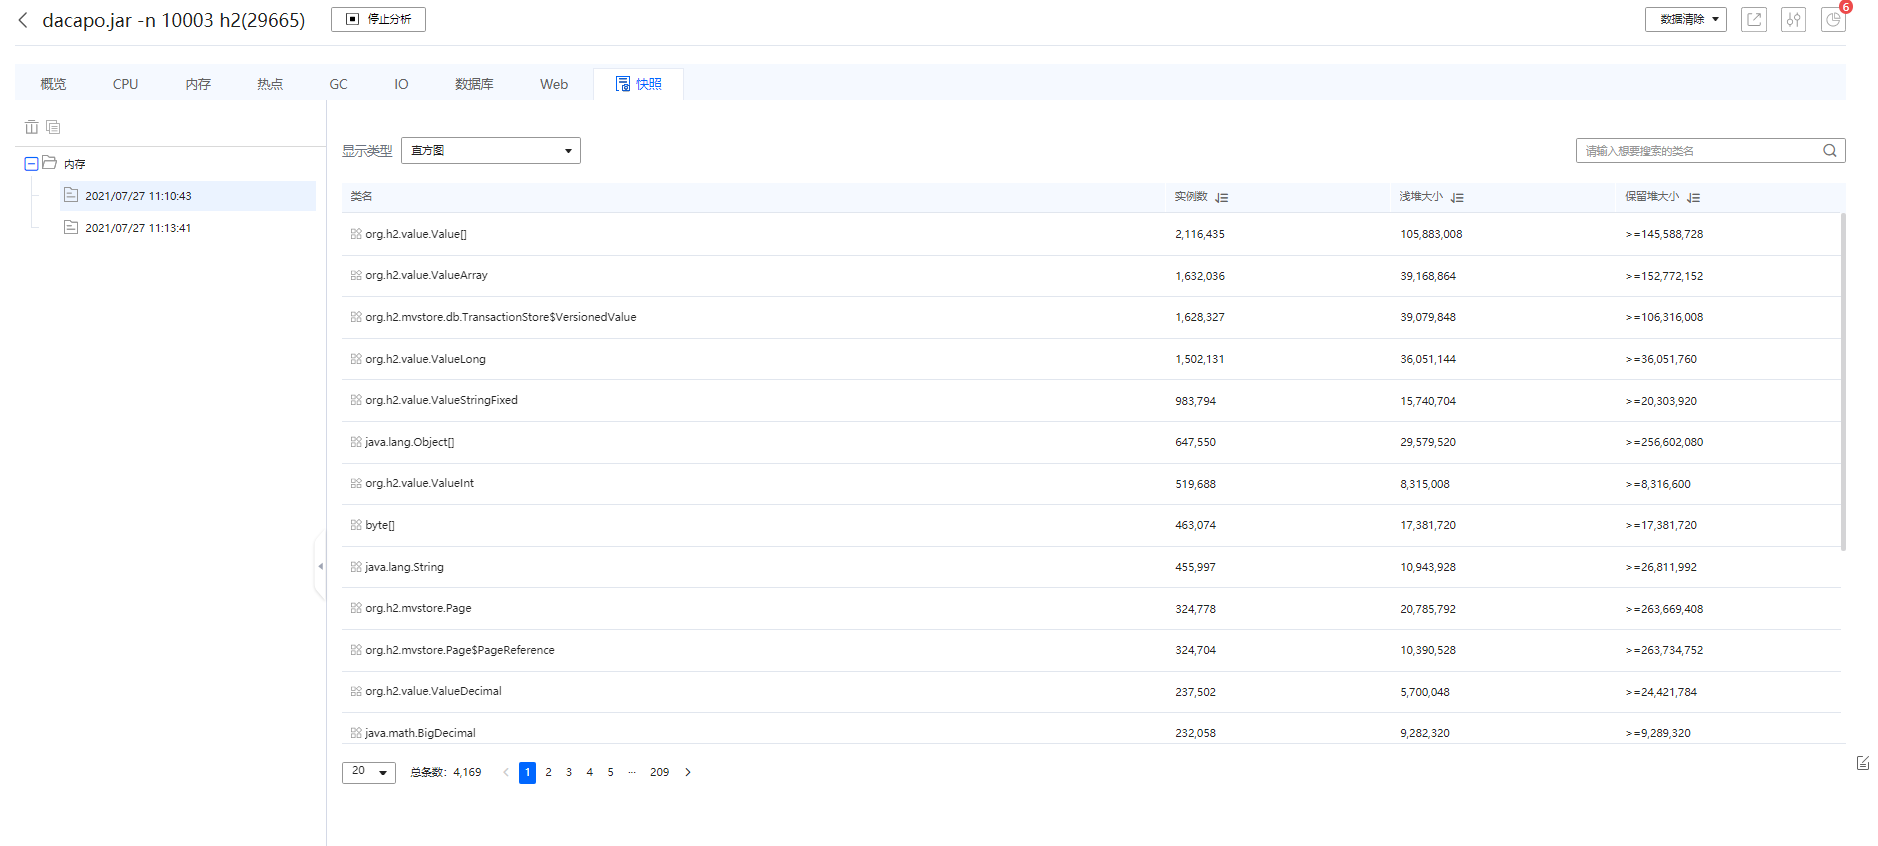 dacapo.jar -n 10003 h2(29665) 停止分析 数据清除 6
概览 CPU 内存 热点 GC IO 数据库 Web 快照
内存
2021/07/27 11:10:43
2021/07/27 11:13:41
显示类型 直方图 请输入想要搜索的类名
类名 实例数 浅堆大小 保留堆大小
org.h2.value.Value[] 2,116,435 105,883,008 >=145,588,728
org.h2.value.ValueArray 1,632,036 39,168,864 >=152,772,152
org.h2.mvstore.db.TransactionStore$VersionedValue 1,628,327 39,079,848 >=106,316,008
org.h2.value.ValueLong 1,502,131 36,051,144 >=36,051,760
org.h2.value.ValueStringFixed 983,794 15,740,704 >=20,303,920
java.lang.Object[] 647,550 29,579,520 >=256,602,080
org.h2.value.ValueInt 519,688 8,315,008 >=8,316,600
byte[] 463,074 17,381,720 >=17,381,720
java.lang.String 455,997 10,943,928 >=26,811,992
org.h2.mvstore.Page 324,778 20,785,792 >=263,669,408
org.h2.mvstore.Page$PageReference 324,704 10,390,528 >=263,734,752
org.h2.value.ValueDecimal 237,502 5,700,048 >=24,421,784
java.math.BigDecimal 232,058 9,282,320 >=9,289,320
20 总条数：4,169 1 2 3 4 5 ... 209